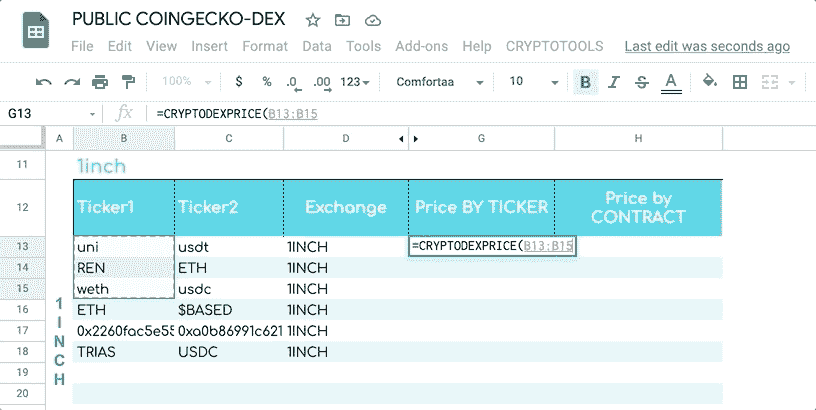 PUBLIC COINGECKO-DEX
File Edit View Insert Format Data Tools Add-ons Help CRYPTOTOOLS Last edit was seconds ago
100% $ % .0 .00 123 Comfortaa 10 B I S A
G13 fx =CRYPTODEXPRICE(B13:B15
A B C D G H
11 1inch
12 Ticker1 Ticker2 Exchange Price BY TICKER Price by CONTRACT
13 uni usdt 1INCH =CRYPTODEXPRICE(B13:B15
14 REN ETH 1INCH
15 weth usdc 1INCH
16 ETH $BASED 1INCH
17 0x2260fac5e55 0xa0b86991c621 1INCH
18 TRIAS USDC 1INCH
19
20
1INCH